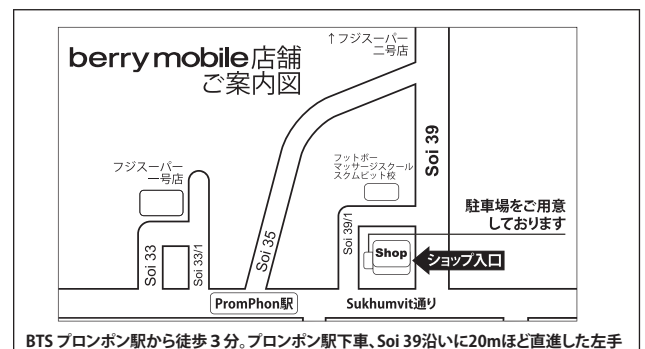 berry mobile店舗
ご案内図
↑フジスーパー
二号店
フジスーパー
一号店
フットボー
マッサージスクール
スクムビット校
Soi 39
駐車場をご用意
しております
Soi 33
Soi 33/1
Soi 35
Soi 39/1
Shop
ショップ入口
PromPhon駅
Sukhumvit通り
BTS プロンポン駅から徒歩３分。プロンポン駅下車、Soi 39沿いに20mほど直進した左手